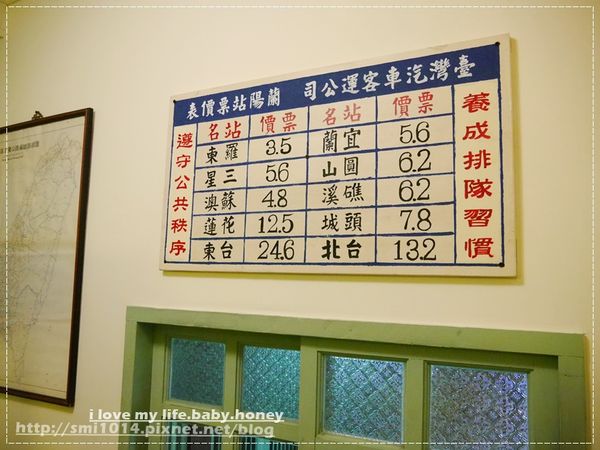 臺灣汽車客運公司 蘭陽站票價表
養成排隊習慣
站名 票價
宜蘭 5.6
圓山 6.2
礁溪 6.2
頭城 7.8
台北 13.2
站名 票價
羅東 3.5
三星 5.6
蘇澳 4.8
花蓮 12.5
台東 24.6
遵守公共秩序
i love my life.baby.honey
http://smi1014.pixnet.net/blog